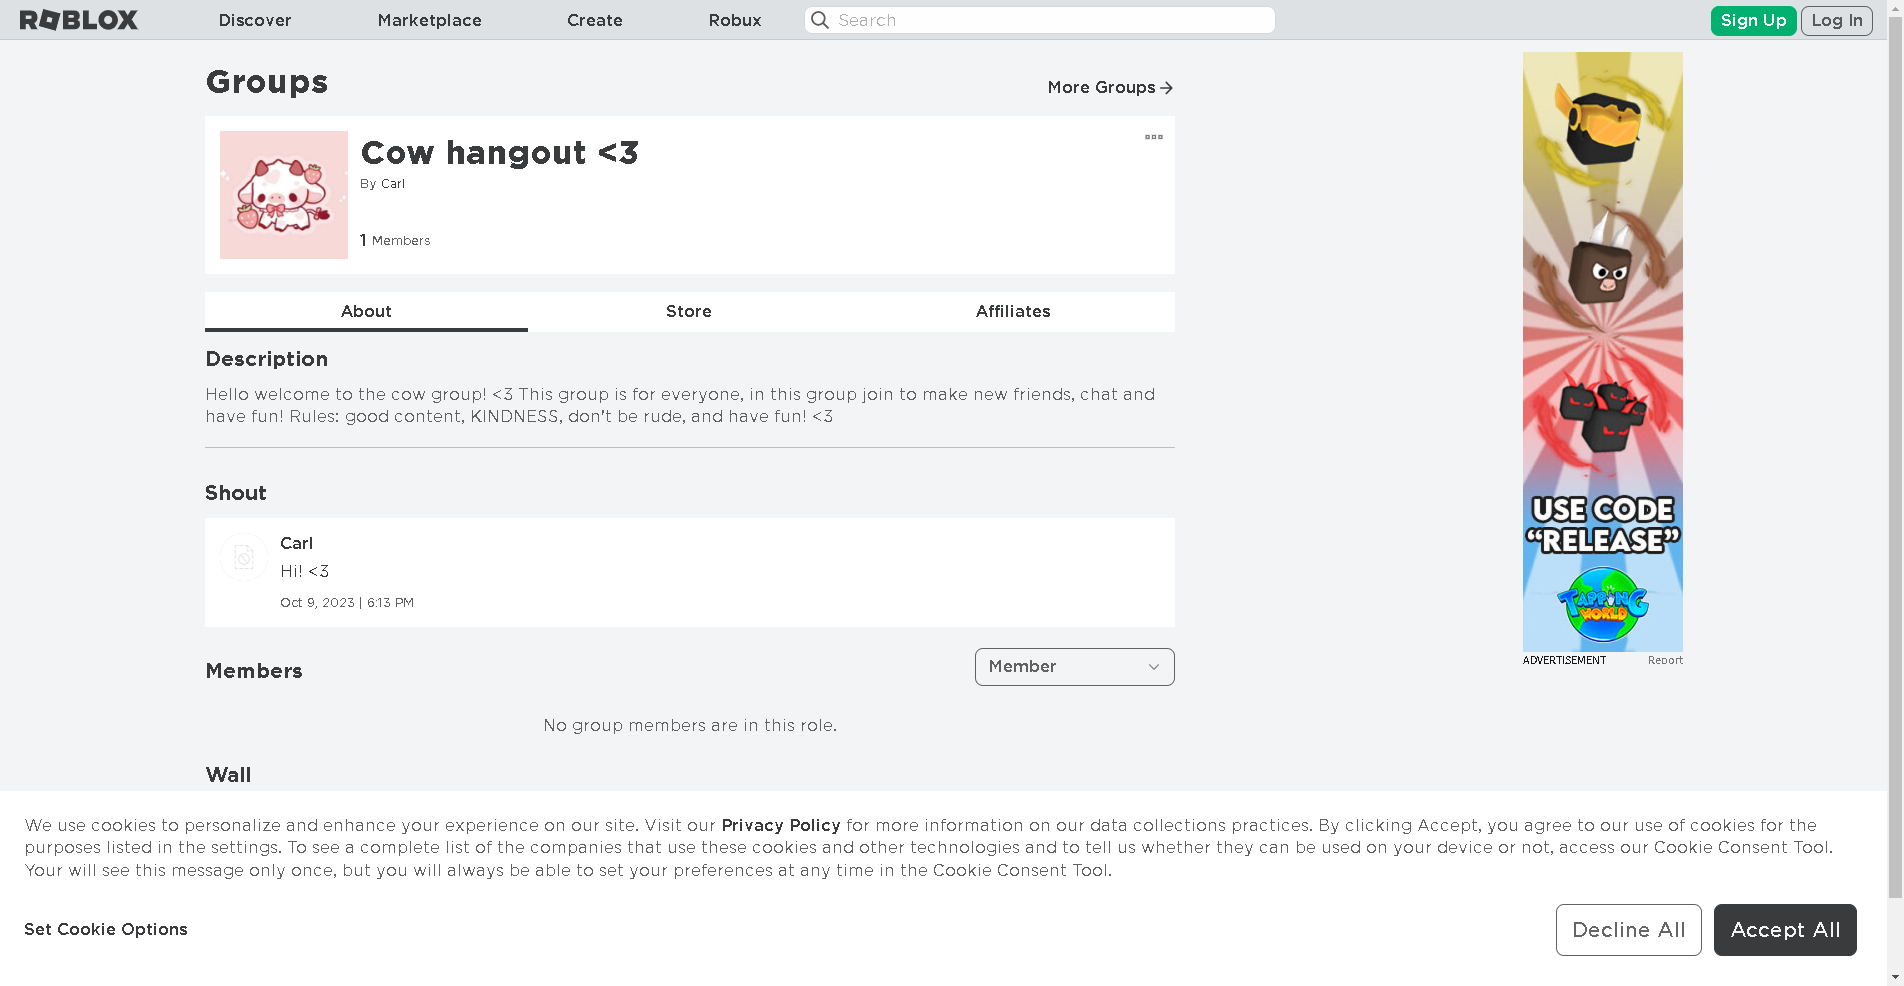 ROBLOX
Discover
Marketplace
Create
Robux
Search
Sign Up
Log In
Groups
More Groups
Cow hangout <3
By Carl
1 Members
About
Store
Affiliates
Description
Hello welcome to the cow group! <3 This group is for everyone, in this group join to make new friends, chat and
have fun! Rules: good content, KINDNESS, don't be rude, and have fun! <3
Shout
Carl
Hi! <3
Oct 9, 2023 | 6:13 PM
Members
Member
No group members are in this role.
Wall
USE CODE
“RELEASE”
TAPPING
WORLD
ADVERTISEMENT
Report
We use cookies to personalize and enhance your experience on our site. Visit our Privacy Policy for more information on our data collections practices. By clicking Accept, you agree to our use of cookies for the
purposes listed in the settings. To see a complete list of the companies that use these cookies and other technologies and to tell us whether they can be used on your device or not, access our Cookie Consent Tool.
Your will see this message only once, but you will always be able to set your preferences at any time in the Cookie Consent Tool.
Set Cookie Options
Decline All
Accept All